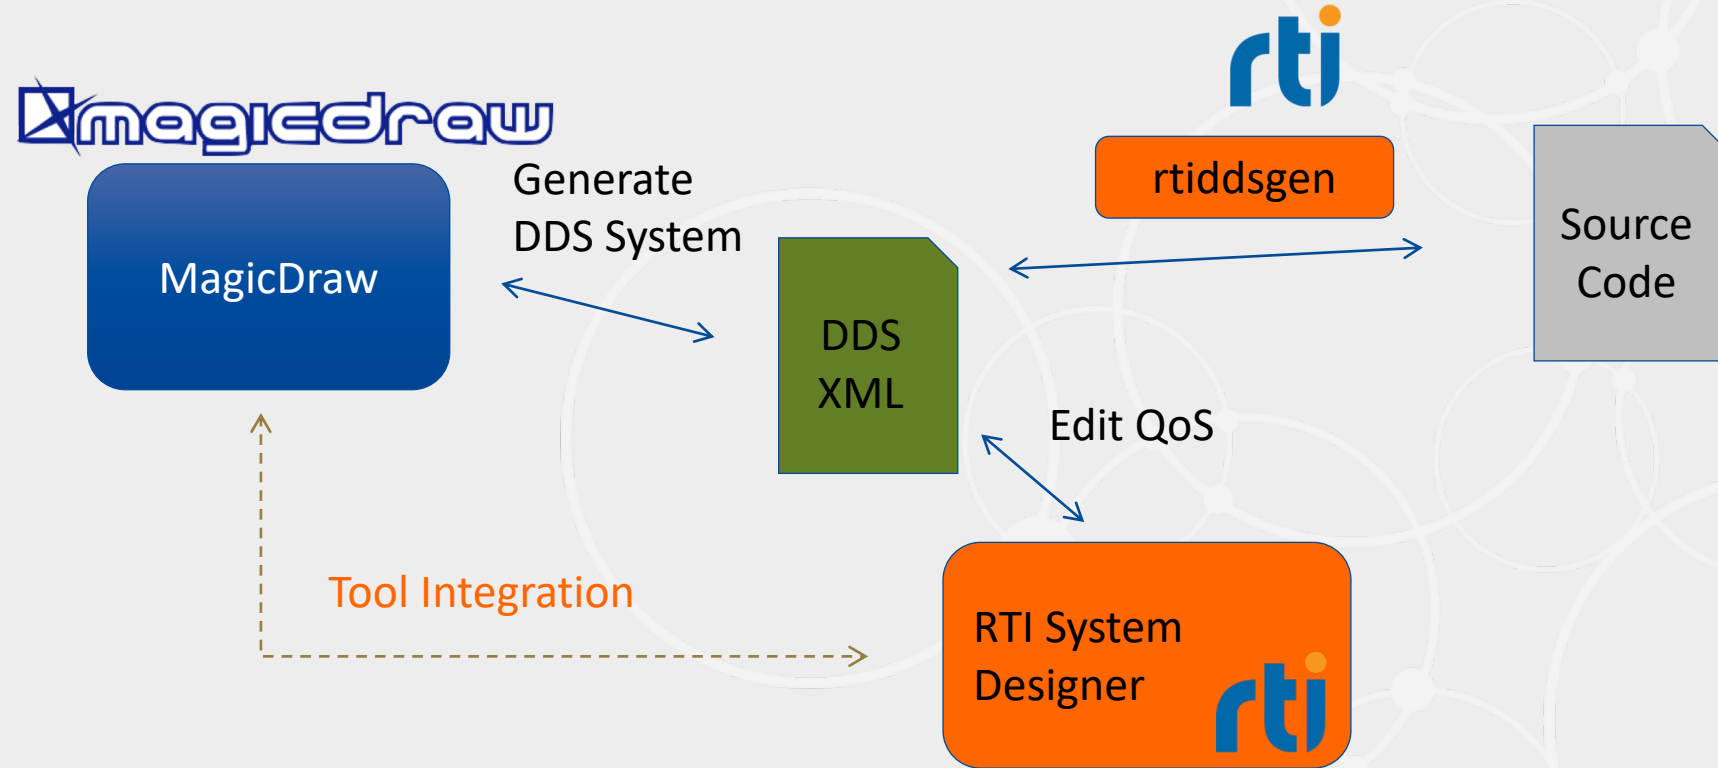 magicdraw
MagicDraw
Generate
DDS System
DDS
XML
rti
rtiddsgen
Source
Code
Edit QoS
Tool Integration
RTI System
Designer
rti